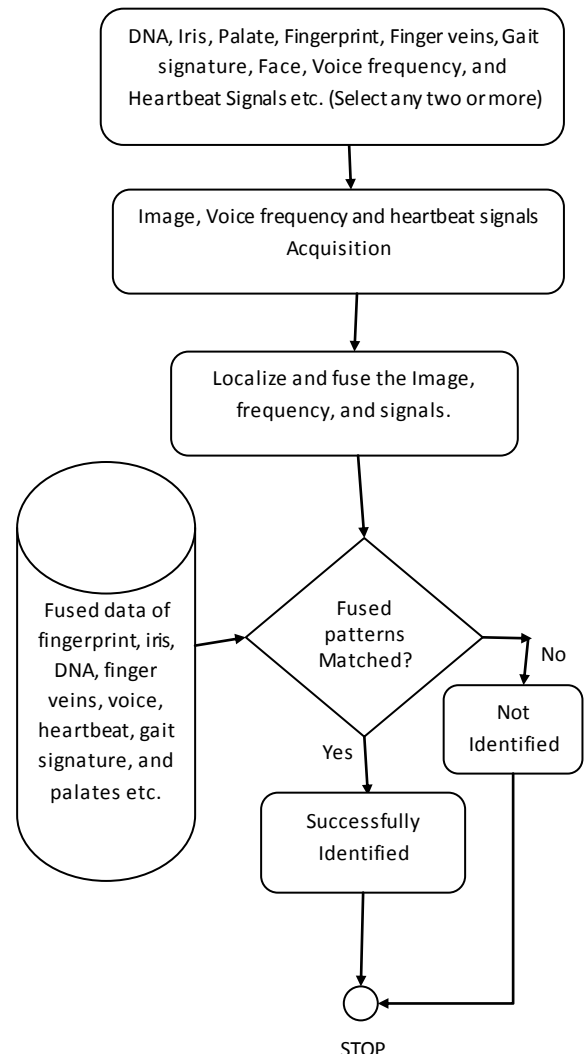 DNA, Iris, Palate, Fingerprint, Finger veins, Gait
signature, Face, Voice frequency, and
Heartbeat Signals etc. (Select any two or more)
Image, Voice frequency and heartbeat signals
Acquisition
Localize and fuse the Image,
frequency, and signals.
Fused data of
fingerprint, iris,
DNA, finger
veins, voice,
heartbeat, gait
signature, and
palates etc.
Fused
patterns
Matched?
No
Not
Identified
Yes
Successfully
Identified
STOP